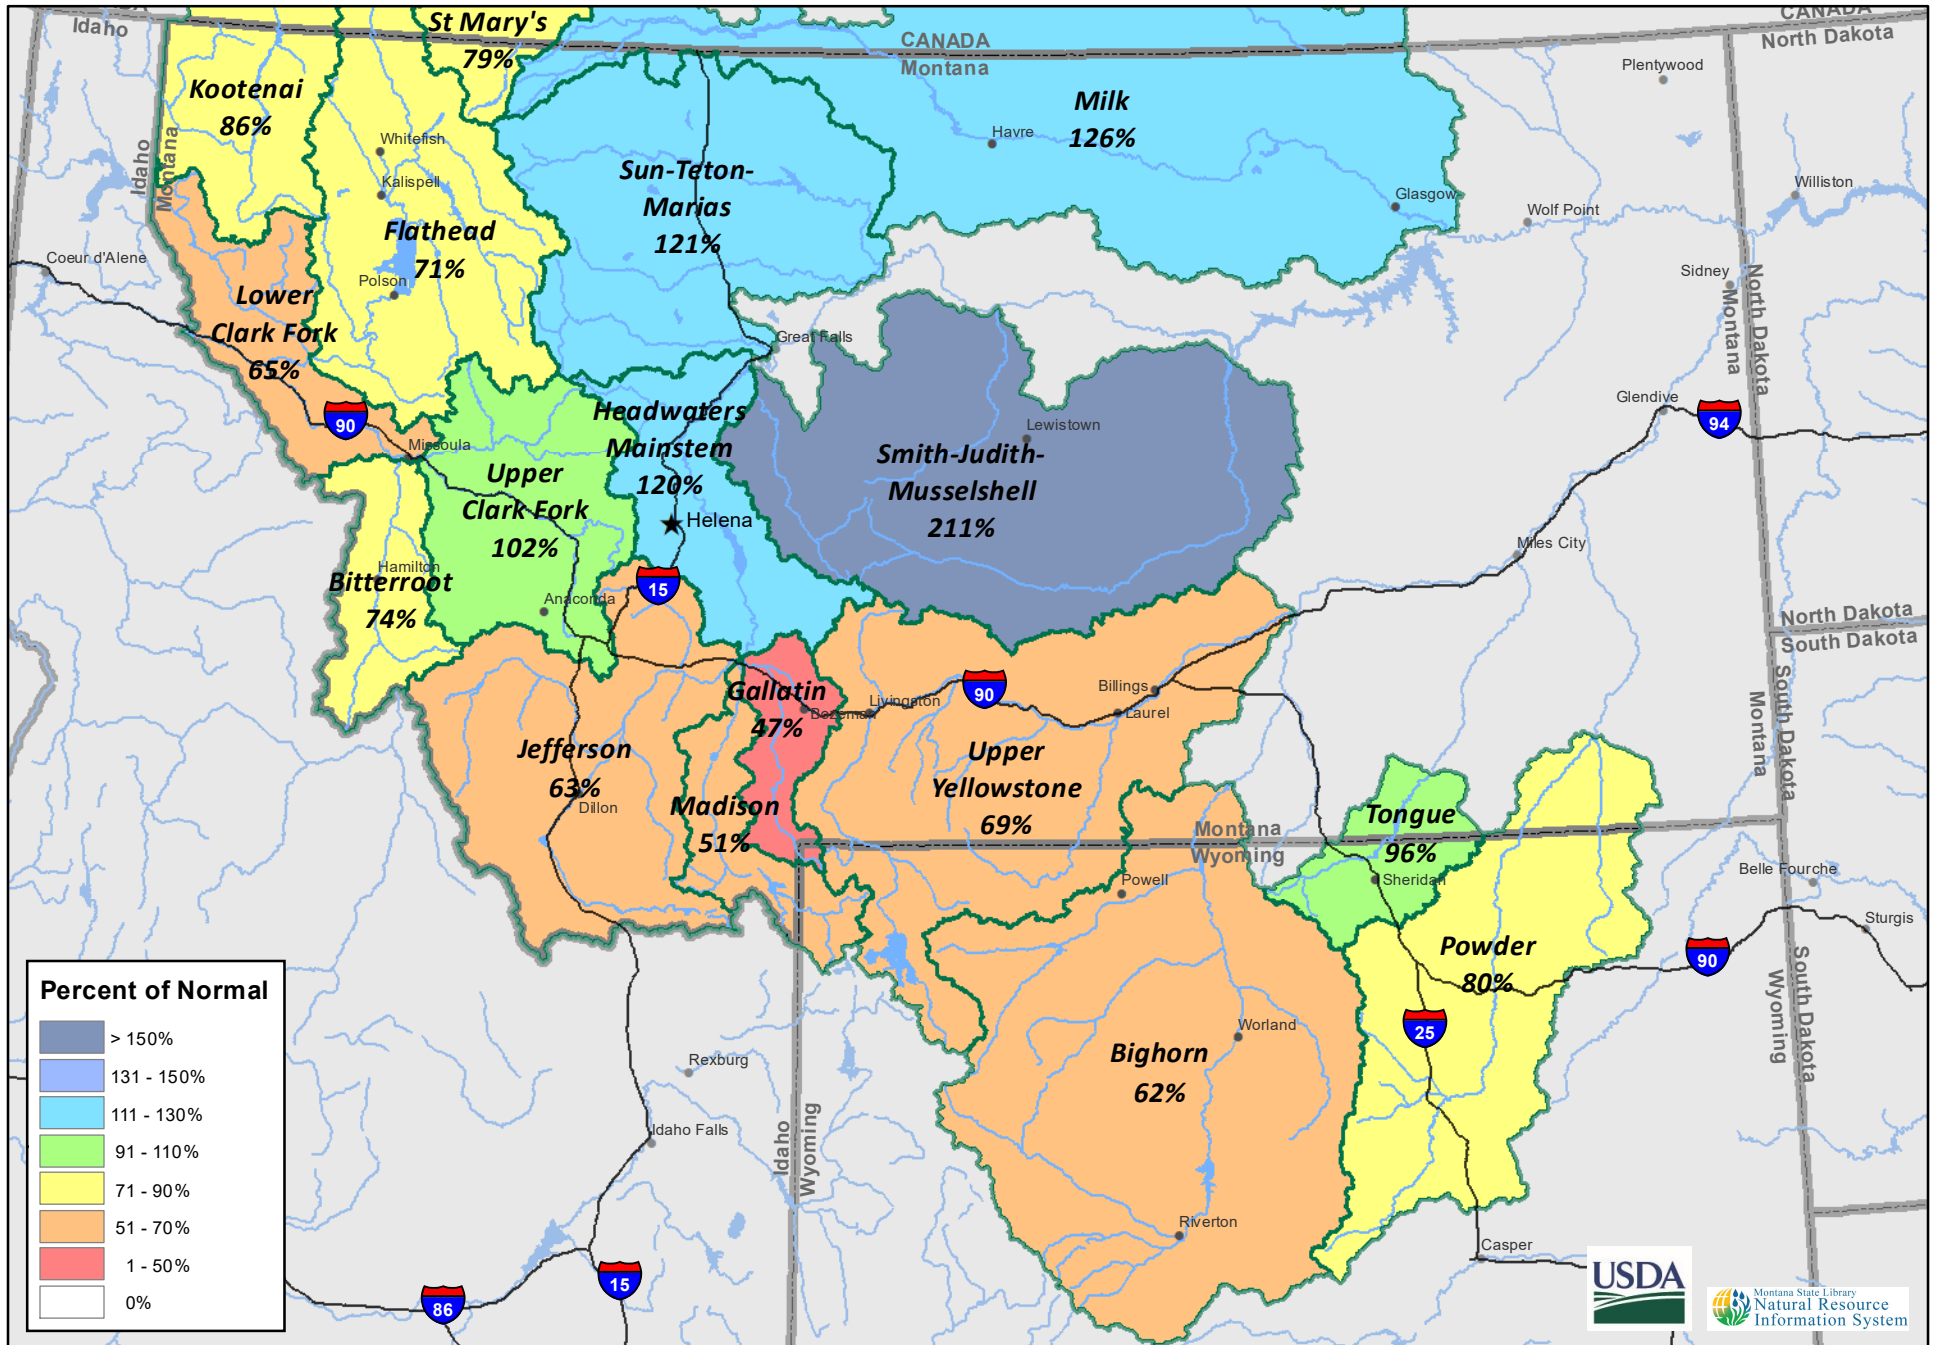 Idaho
CANADA
Montana
CANADA
North Dakota
St Mary's
79%
Kootenai
86%
Idaho
Montana
Whitefish
Kalispell
Flathead
71%
Polson
Sun-Teton-
Marias
121%
Milk
126%
Havre
Glasgow
Plentywood
Williston
Wolf Point
Sidney
North Dakota
Montana
Coeur d'Alene
Lower
Clark Fork
65%
90
Missoula
Great Falls
Headwaters
Mainstem
120%
Helena
Lewistown
Smith-Judith-
Musselshell
211%
Glendive
94
Miles City
Upper
Clark Fork
102%
Hamilton
Bitterroot
74%
Anaconda
15
North Dakota
South Dakota
South Dakota
Montana
Gallatin
47%
Bozeman
Livingston
90
Billings
Laurel
Jefferson
63%
Dillon
Madison
51%
Upper
Yellowstone
69%
Montana
Wyoming
Tongue
96%
Sheridan
Powell
Powder
80%
Belle Fourche
Sturgis
90
South Dakota
Wyoming
25
Worland
Bighorn
62%
Riverton
Casper
Rexburg
Idaho Falls
Idaho
Wyoming
15
86
Percent of Normal
> 150%
131 - 150%
111 - 130%
91 - 110%
71 - 90%
51 - 70%
1 - 50%
0%
USDA
Montana State Library
Natural Resource
Information System